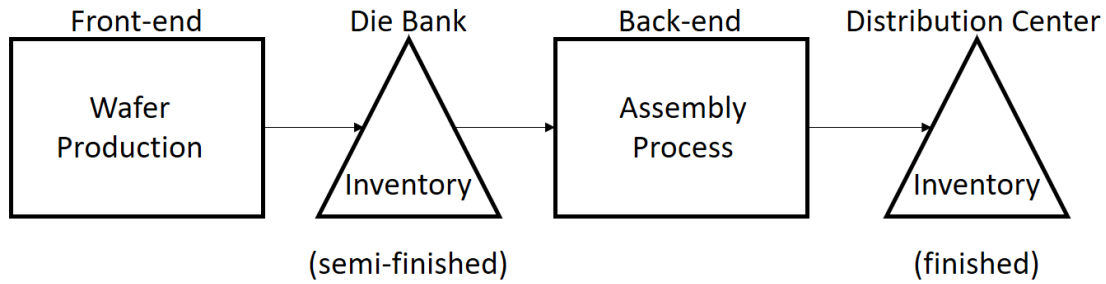 Front-end
Die Bank
Back-end
Distribution Center
Wafer
Production
Inventory
Assembly
Process
Inventory
(semi-finished)
(finished)